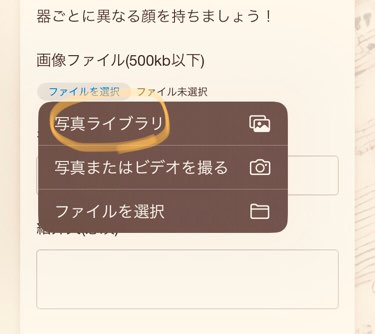 器ごとに異なる顔を持ちましょう！
画像ファイル(500kb以下)
ファイルを選択 ファイル未選択
写真ライブラリ
写真またはビデオを撮る
ファイルを選択